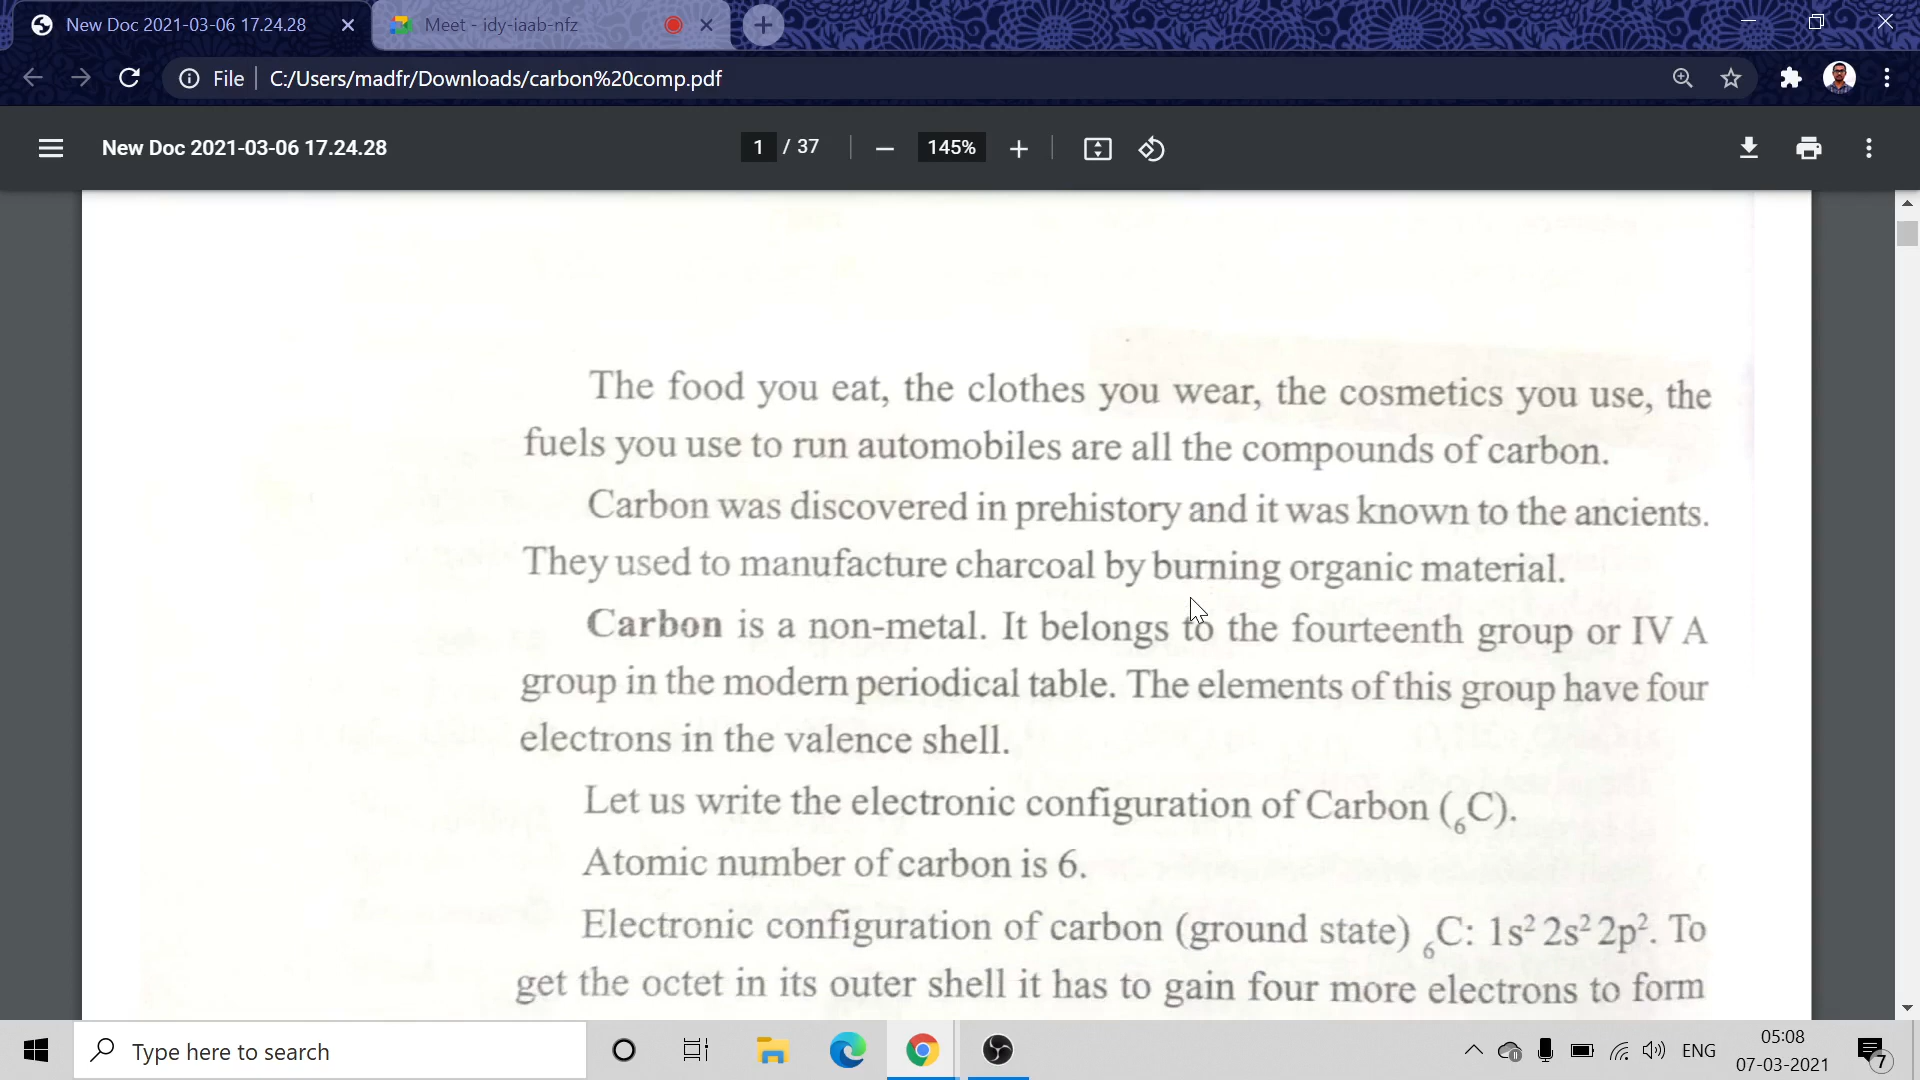 New Doc 2021-03-06 17.24.28
Meet - idy-iaab-nfz
File
C:/Users/madfr/Downloads/carbon%20comp.pdf
New Doc 2021-03-06 17.24.28
1 / 37
145%
The food you eat, the clothes you wear, the cosmetics you use, the
fuels you use to run automobiles are all the compounds of carbon.
Carbon was discovered in prehistory and it was known to the ancients.
They used to manufacture charcoal by burning organic material.
Carbon is a non-metal. It belongs to the fourteenth group or IV A
group in the modern periodical table. The elements of this group have four
electrons in the valence shell.
Let us write the electronic configuration of Carbon (₆C).
Atomic number of carbon is 6.
Electronic configuration of carbon (ground state) ₆C: 1s² 2s² 2p². To
get the octet in its outer shell it has to gain four more electrons to form
Type here to search
ENG
05:08
07-03-2021
7